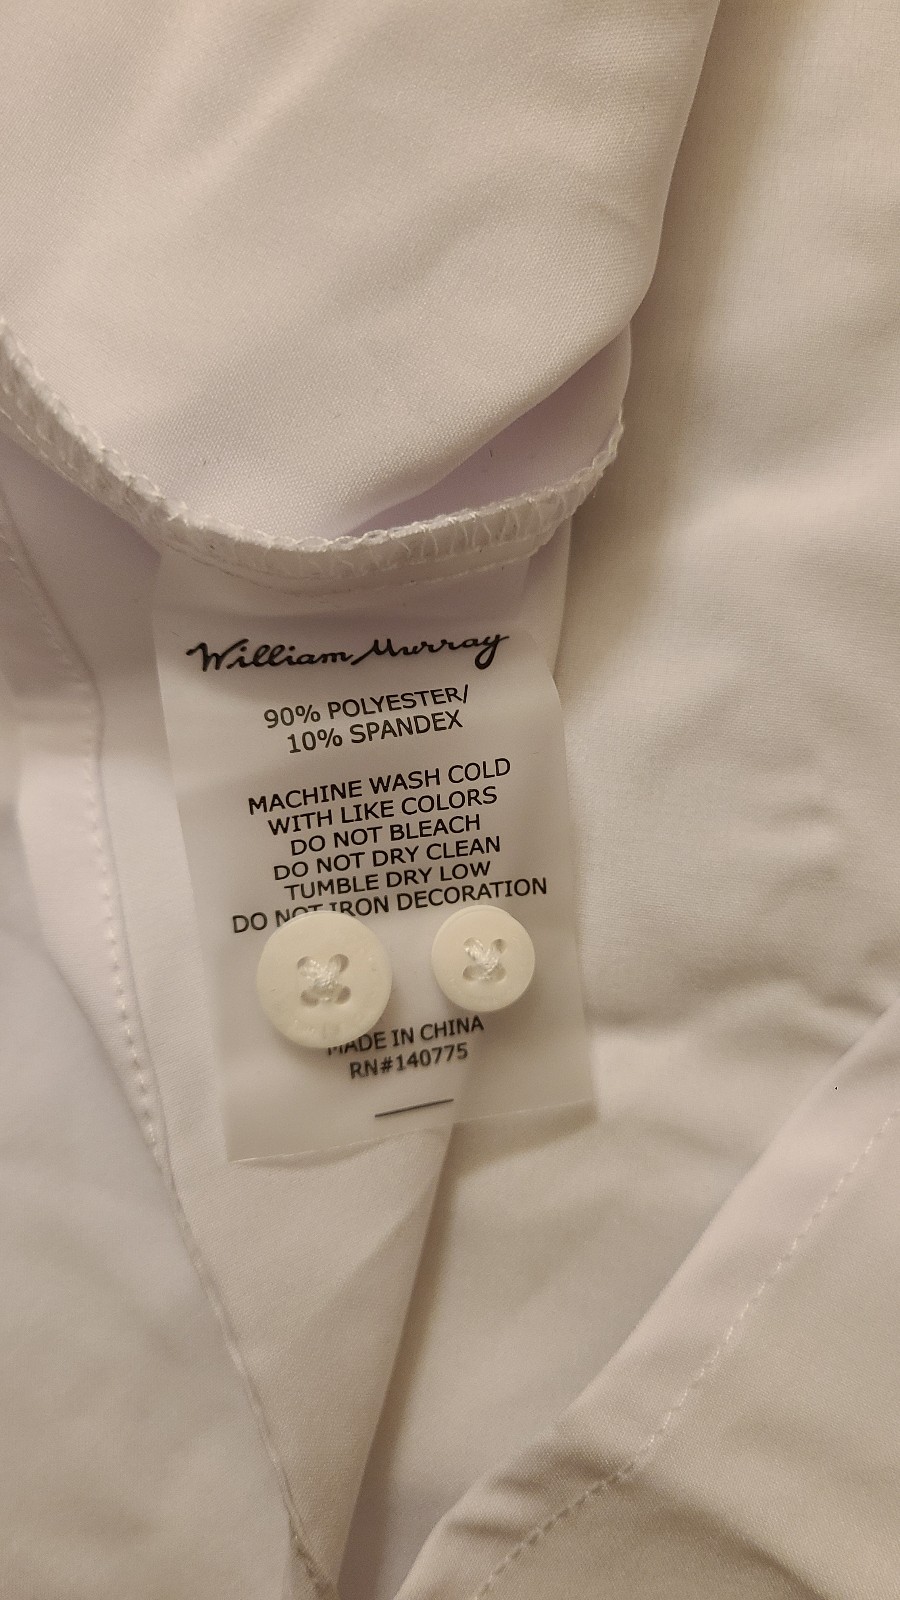 William Murray
90% POLYESTER/
10% SPANDEX
MACHINE WASH COLD
WITH LIKE COLORS
DO NOT BLEACH
DO NOT DRY CLEAN
TUMBLE DRY LOW
DO NOT IRON DECORATION
MADE IN CHINA
RN#140775